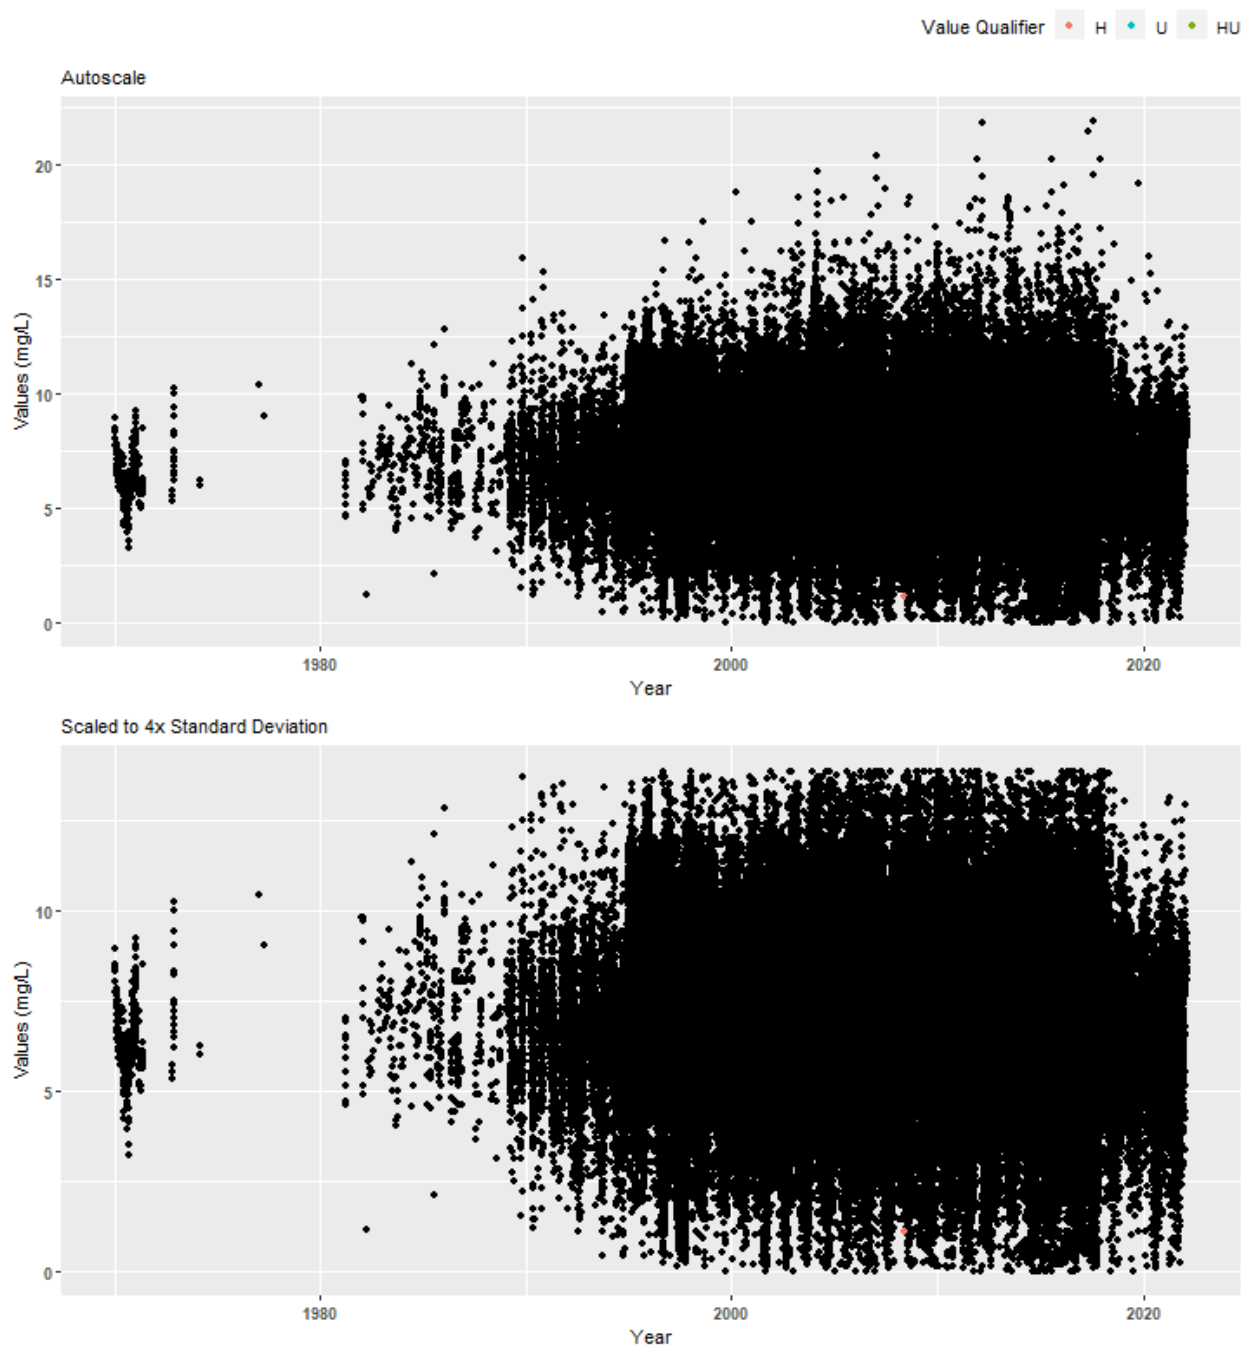 Value Qualifier H U HU
Autoscale
Values (mg/L)
20
15
10
5
0
1980 2000 2020
Year
Scaled to 4x Standard Deviation
Values (mg/L)
10
5
0
1980 2000 2020
Year